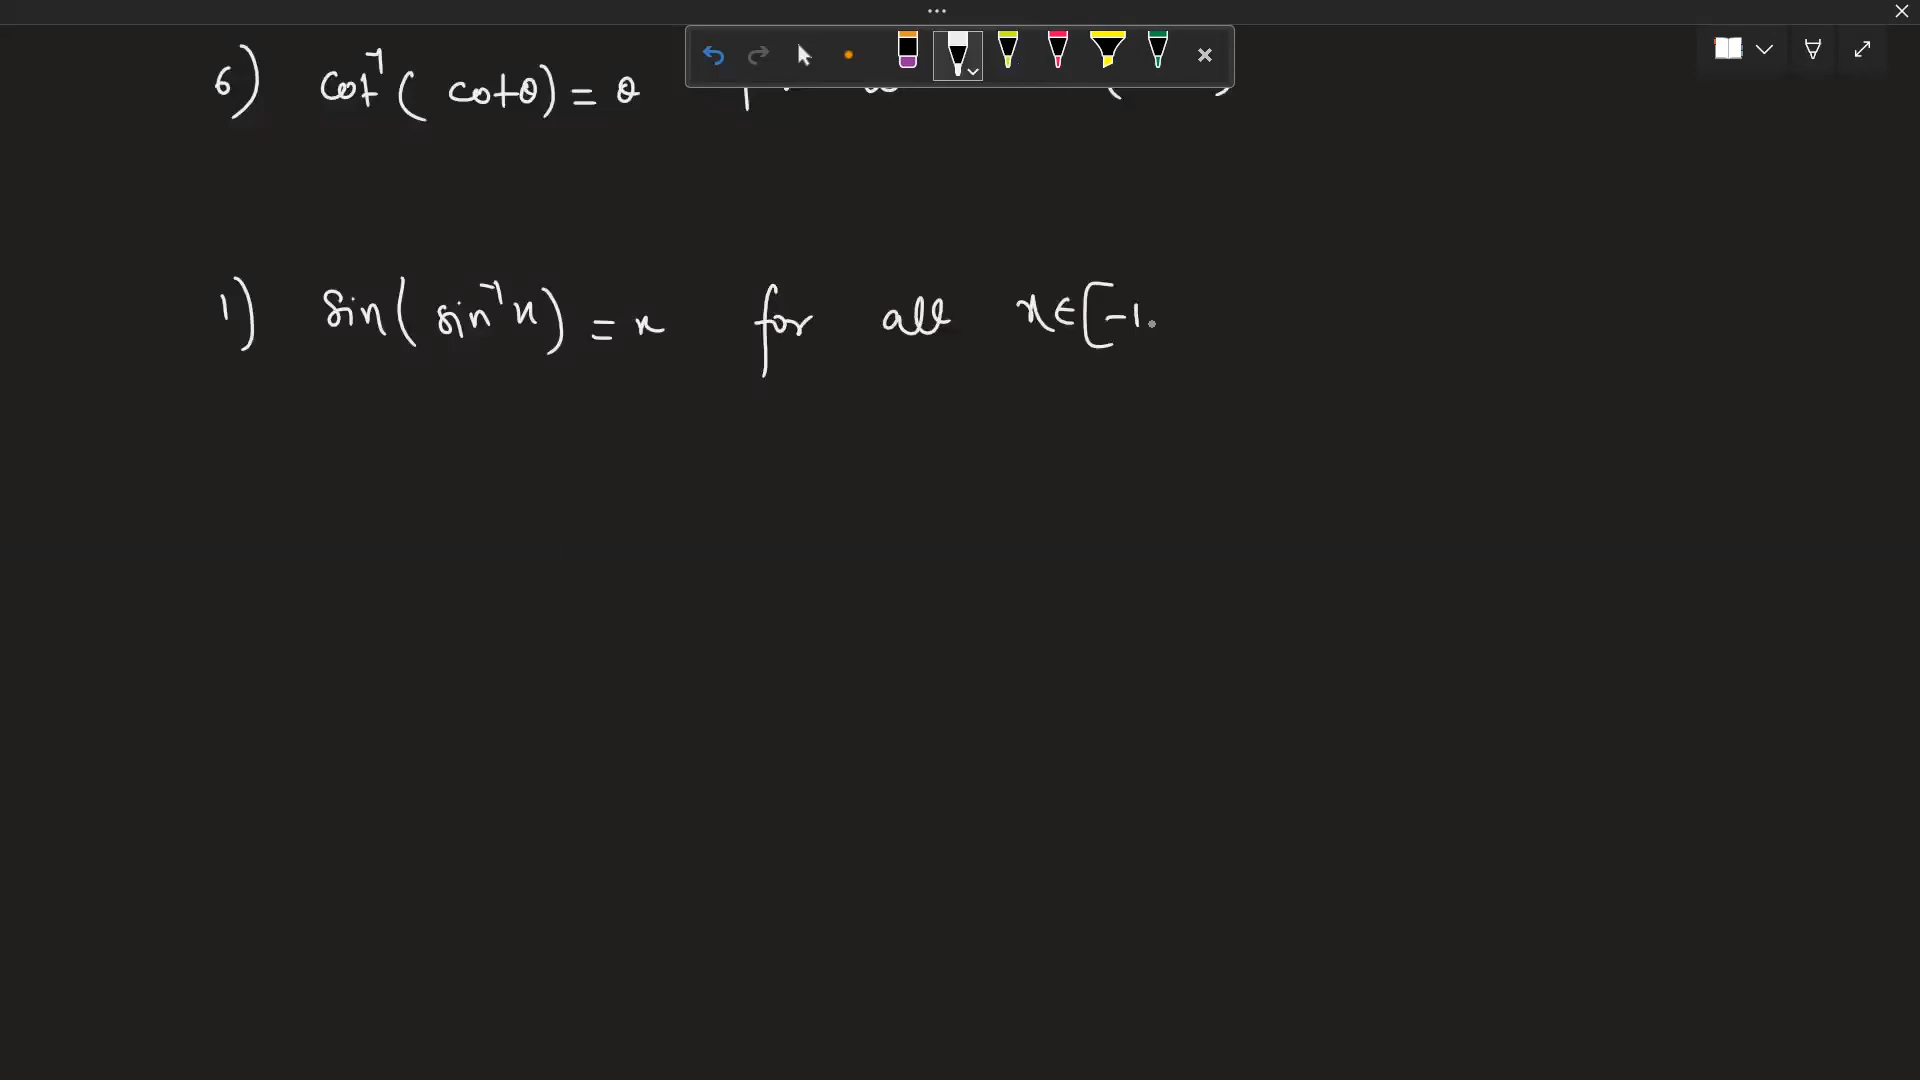 6) cot⁻¹( cotθ) = θ
1) sin( sin⁻¹x) = x for all x∈[-1,